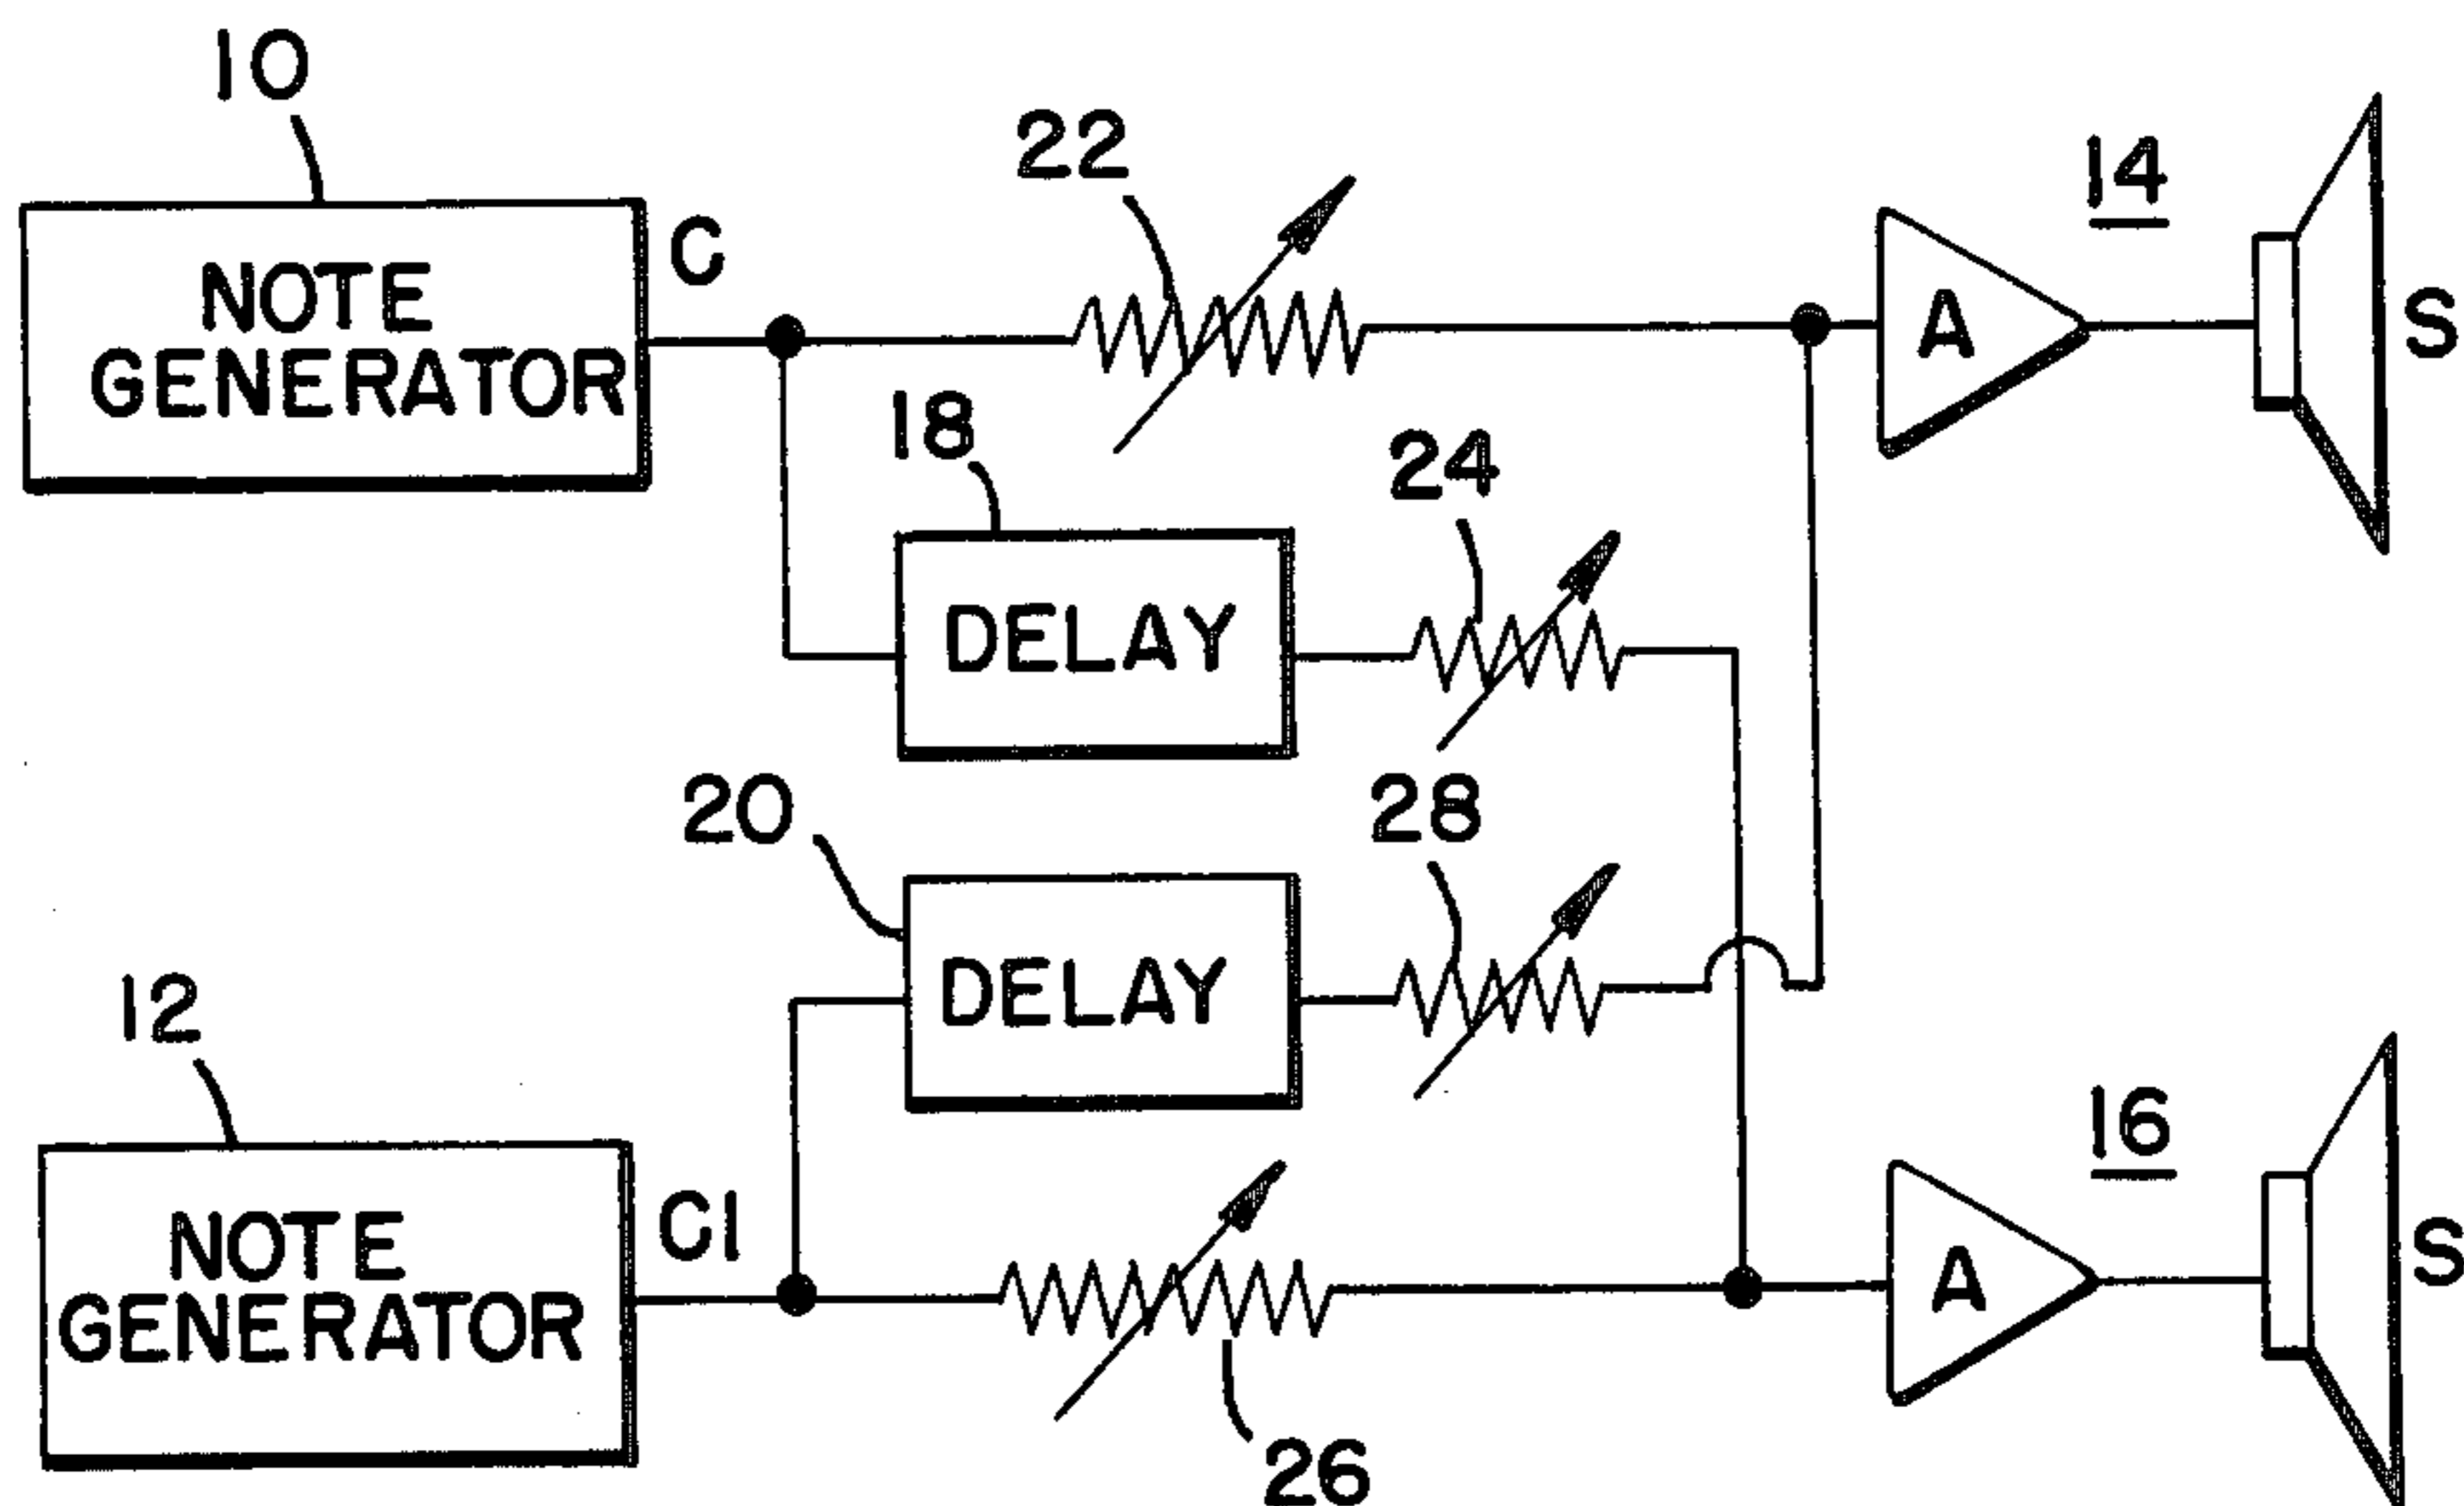 10
22
14
NOTE
GENERATOR
C
A
S
18
24
DELAY
20
28
DELAY
12
16
NOTE
GENERATOR
C1
A
S
26